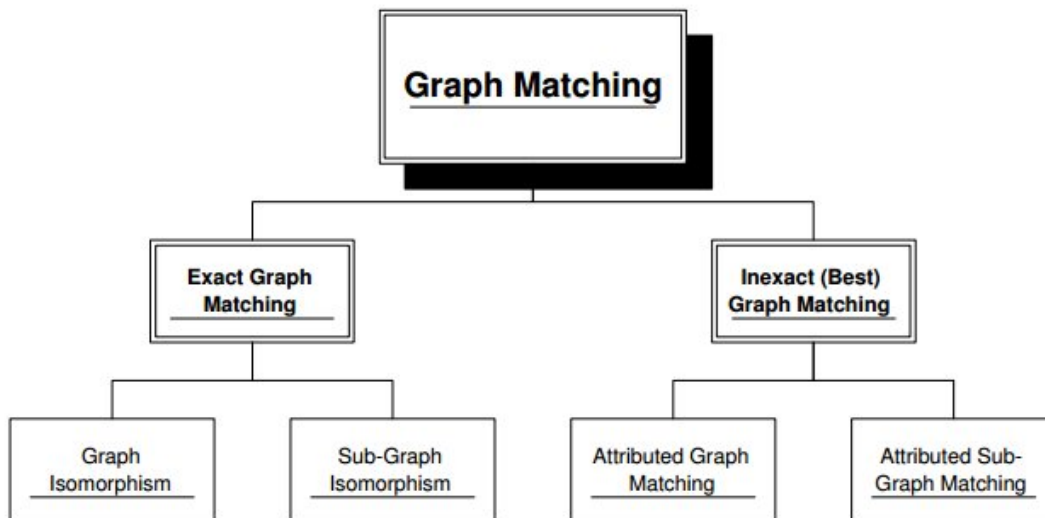 Graph Matching
Exact Graph
Matching
Inexact (Best)
Graph Matching
Graph
Isomorphism
Sub-Graph
Isomorphism
Attributed Graph
Matching
Attributed Sub-
Graph Matching